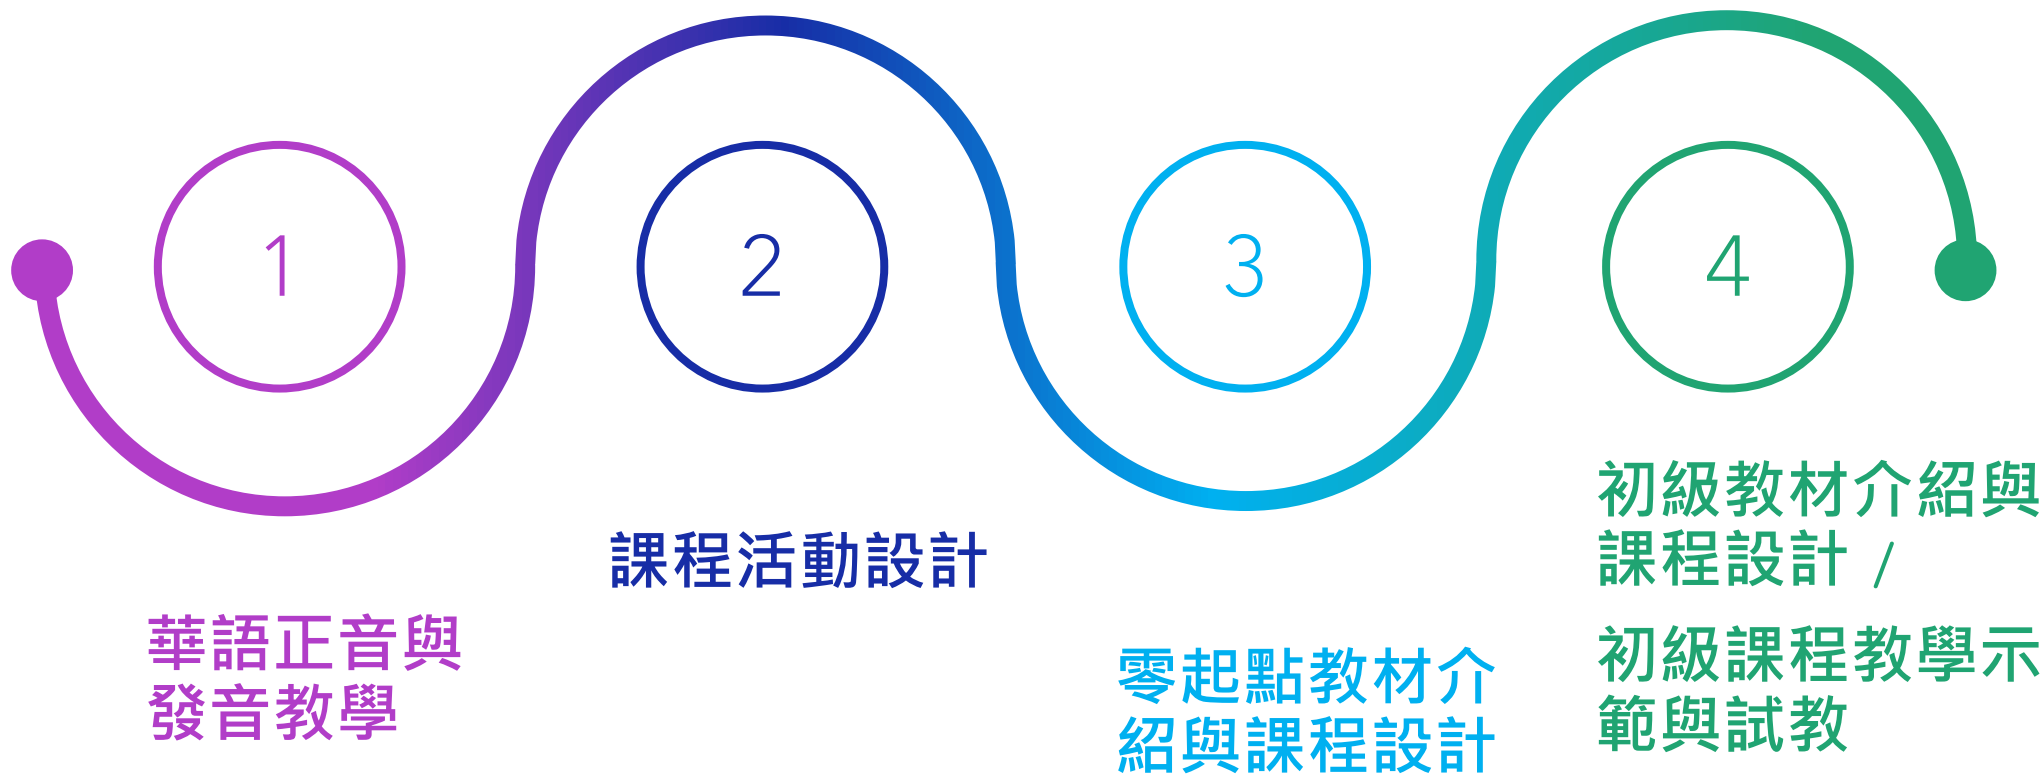 1
華語正音與
發音教學
2
課程活動設計
3
零起點教材介
紹與課程設計
4
初級教材介紹與
課程設計 /
初級課程教學示
範與試教